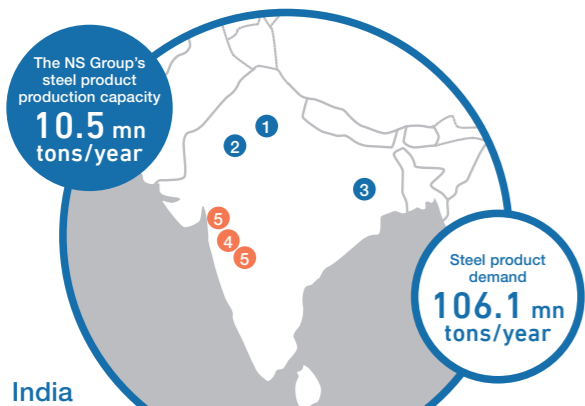 The NS Group's
steel product
production capacity
10.5 mn
tons/year
1
2
3
5
4
5
Steel product
demand
106.1 mn
tons/year
India